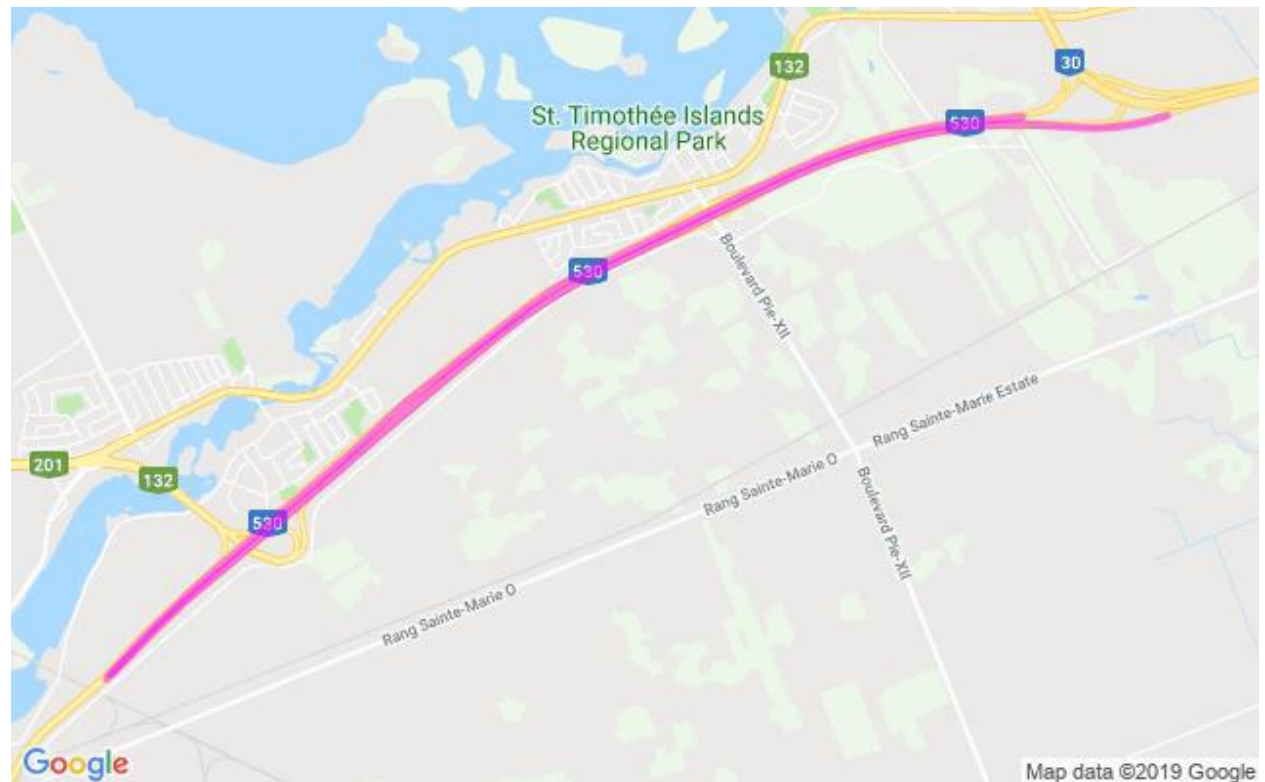 30
132
St. Timothée Islands
Regional Park
530
530
Boulevard Pie-XII
Rang Sainte-Marie Estate
201
132
Rang Sainte-Marie O
Boulevard Pie-XII
530
Rang Sainte-Marie O
Google
Map data ©2019 Google